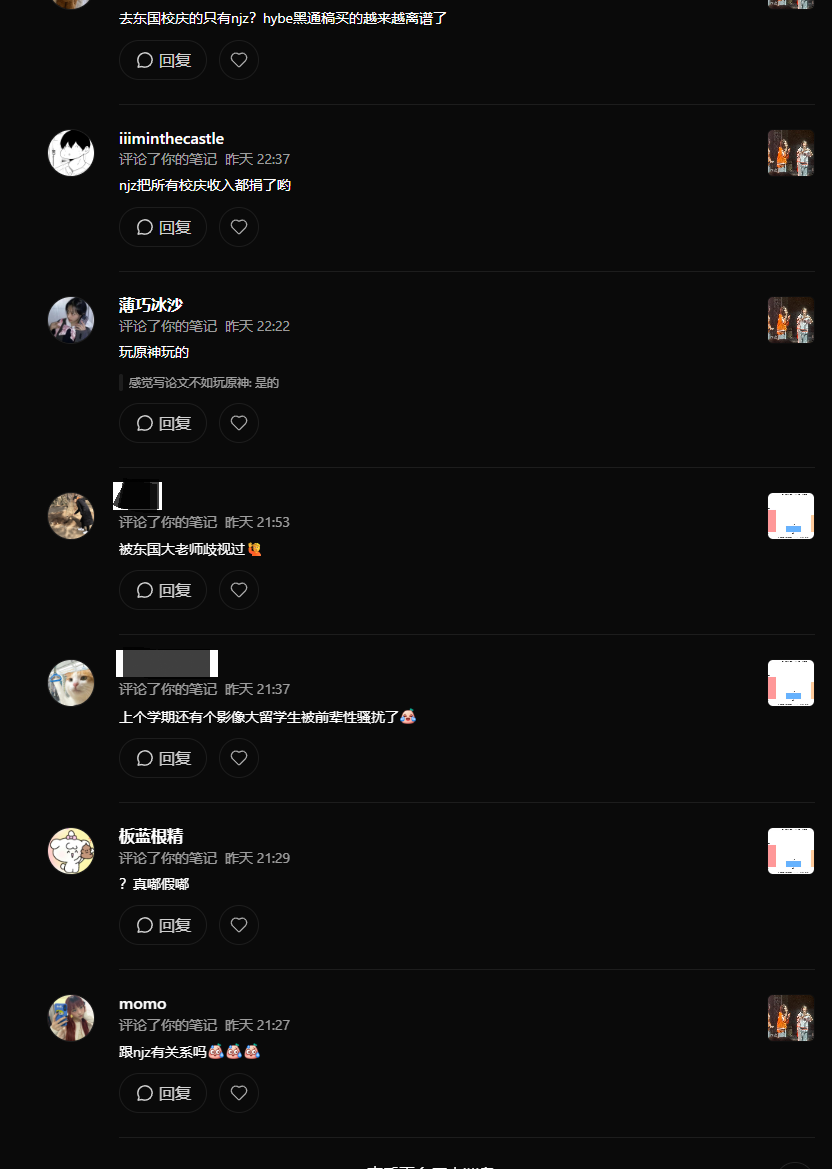 去东国校庆的只有njz？hybe黑通稿买的越来越离谱了
回复
iiiminthecastle
评论了你的笔记 昨天 22:37
njz把所有校庆收入都捐了哟
回复
薄巧冰沙
评论了你的笔记 昨天 22:22
玩原神玩的
感觉写论文不如玩原神: 是的
回复
评论了你的笔记 昨天 21:53
被东国大老师歧视过
回复
评论了你的笔记 昨天 21:37
上个学期还有个影像大留学生被前辈性骚扰了
回复
板蓝根精
评论了你的笔记 昨天 21:29
？真嘟假嘟
回复
momo
评论了你的笔记 昨天 21:27
跟njz有关系吗
回复